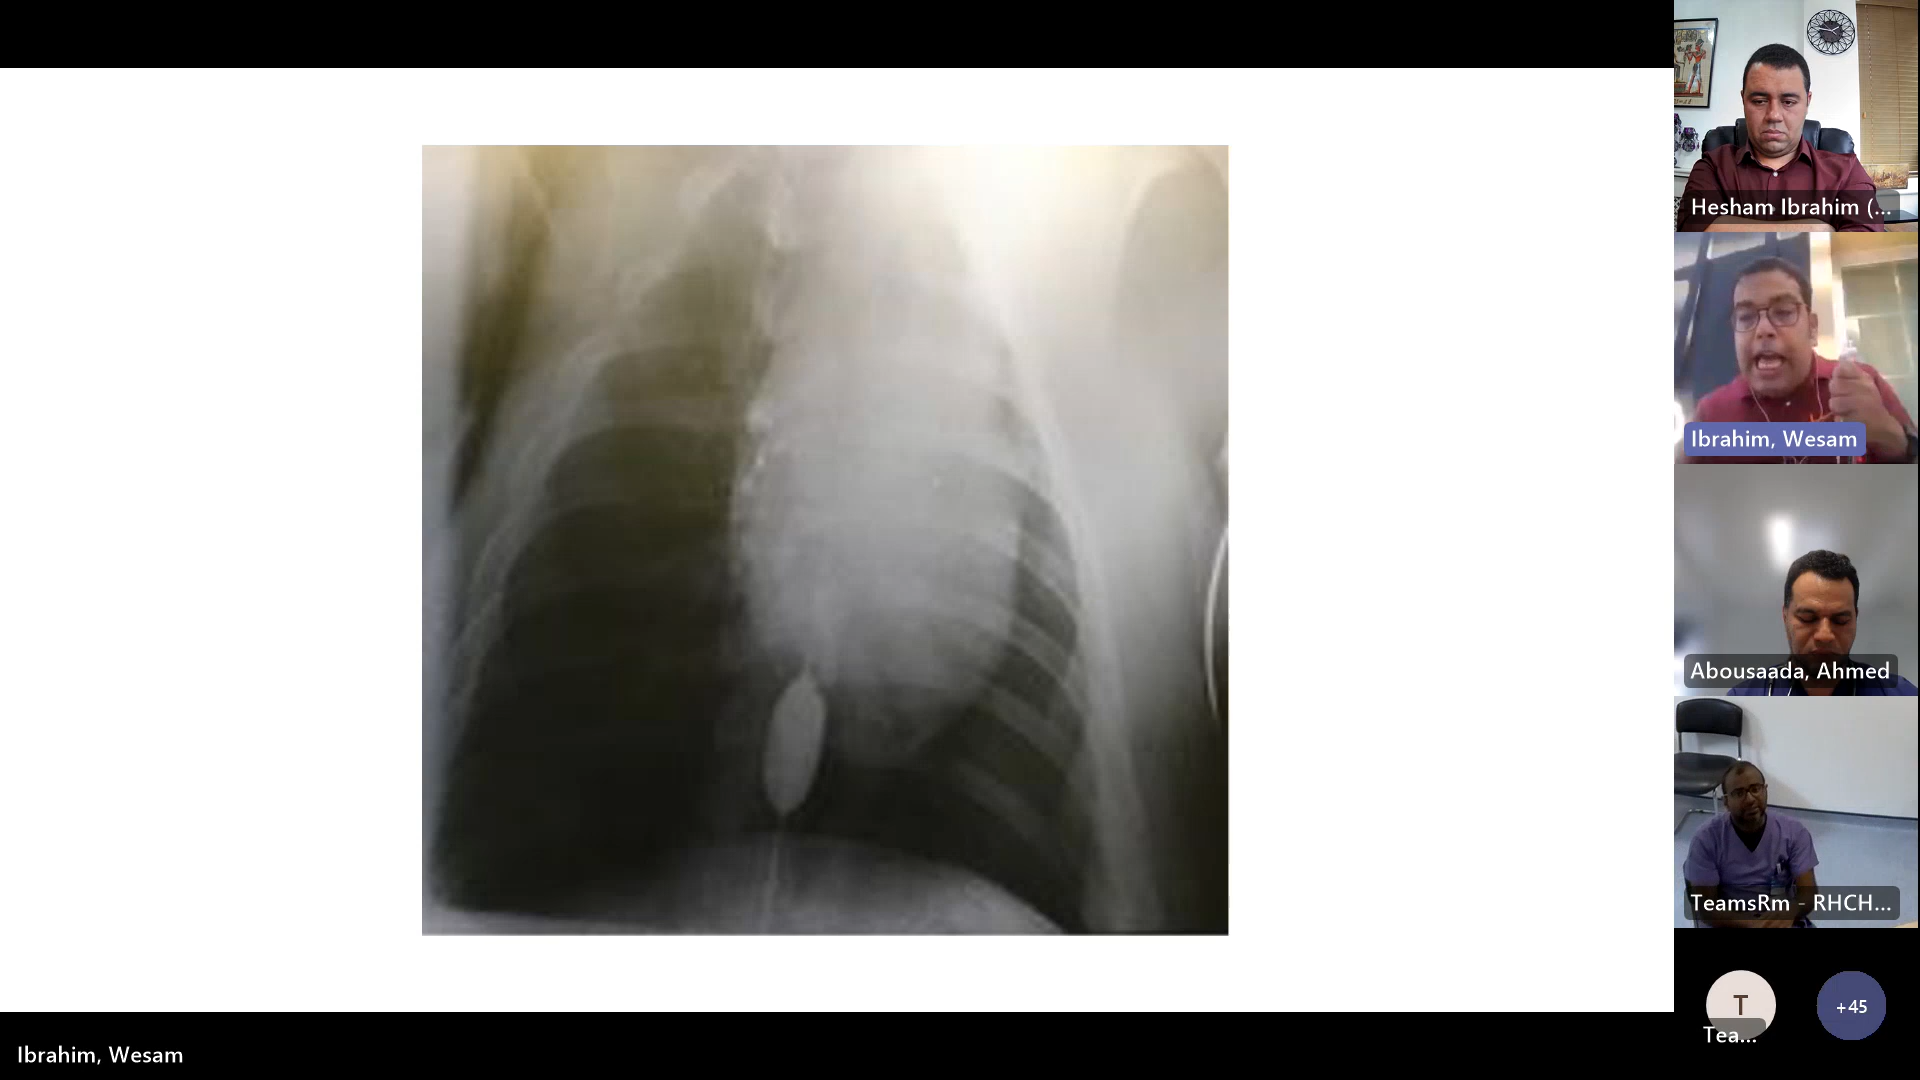 Hesham Ibrahim (...
Ibrahim, Wesam
Abousaada, Ahmed
TeamsRm - RHCH...
T
Tea...
+45
Ibrahim, Wesam